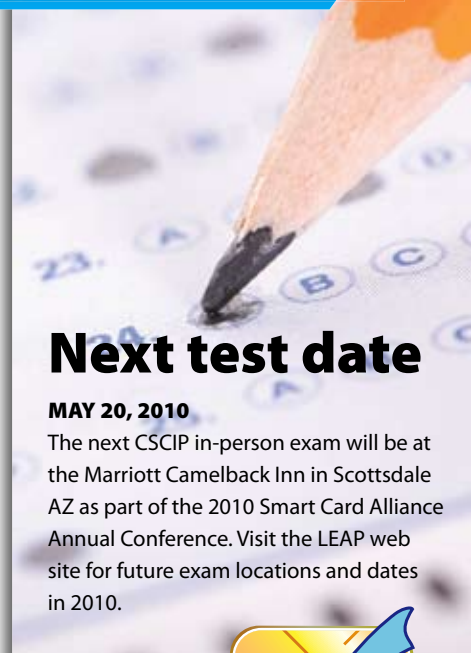 23. A
B C D
24.
Next test date
A
MAY 20, 2010
The next CSCIP in-person exam will be at
the Marriott Camelback Inn in Scottsdale
AZ as part of the 2010 Smart Card Alliance
Annual Conference. Visit the LEAP web
site for future exam locations and dates
in 2010.